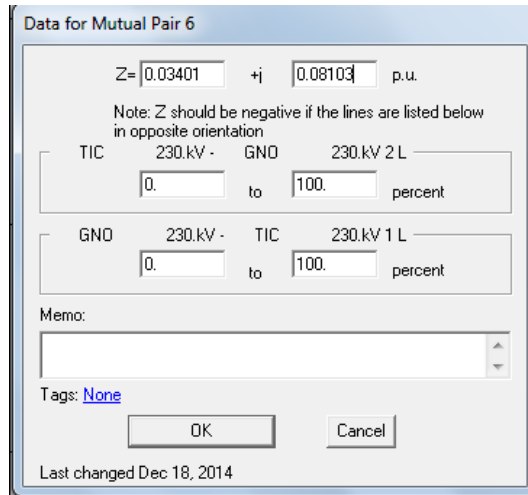 Data for Mutual Pair 6
Z= 0.03401 +j 0.08103 p.u.
Note: Z should be negative if the lines are listed below
in opposite orientation
TIC 230.kV - GNO 230.kV 2 L
0. to 100. percent
GNO 230.kV - TIC 230.kV 1 L
0. to 100. percent
Memo:
Tags: None
OK Cancel
Last changed Dec 18, 2014